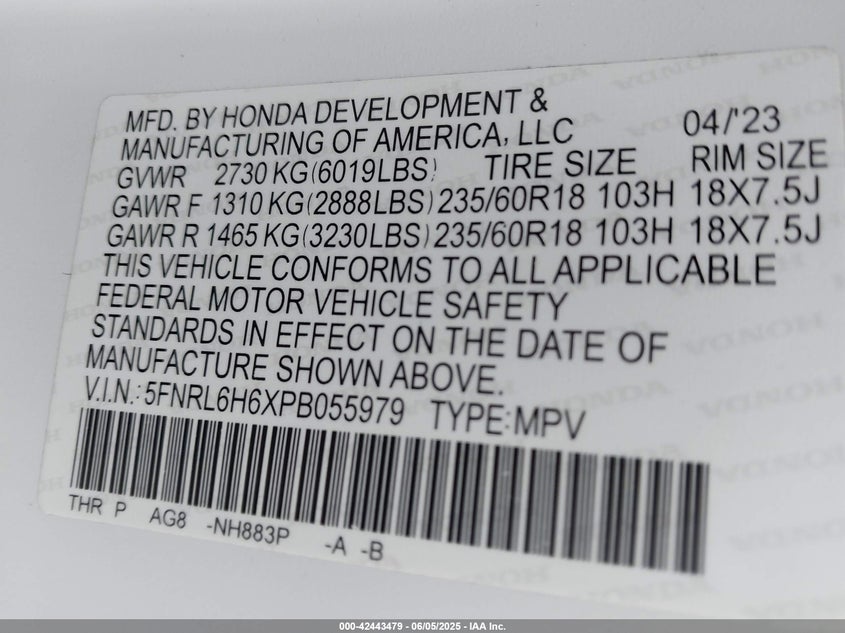 MFD. BY HONDA DEVELOPMENT &
MANUFACTURING OF AMERICA, LLC 04/'23
GVWR 2730 KG(6019LBS) TIRE SIZE RIM SIZE
GAWR F 1310 KG(2888LBS) 235/60R18 103H 18X7.5J
GAWR R 1465 KG(3230LBS) 235/60R18 103H 18X7.5J
THIS VEHICLE CONFORMS TO ALL APPLICABLE
FEDERAL MOTOR VEHICLE SAFETY
STANDARDS IN EFFECT ON THE DATE OF
MANUFACTURE SHOWN ABOVE.
V.I.N.: 5FNRL6H6XPB055979 TYPE: MPV
THR P AG8 -NH883P -A -B
000-42443479 - 06/05/2025 - IAA Inc.